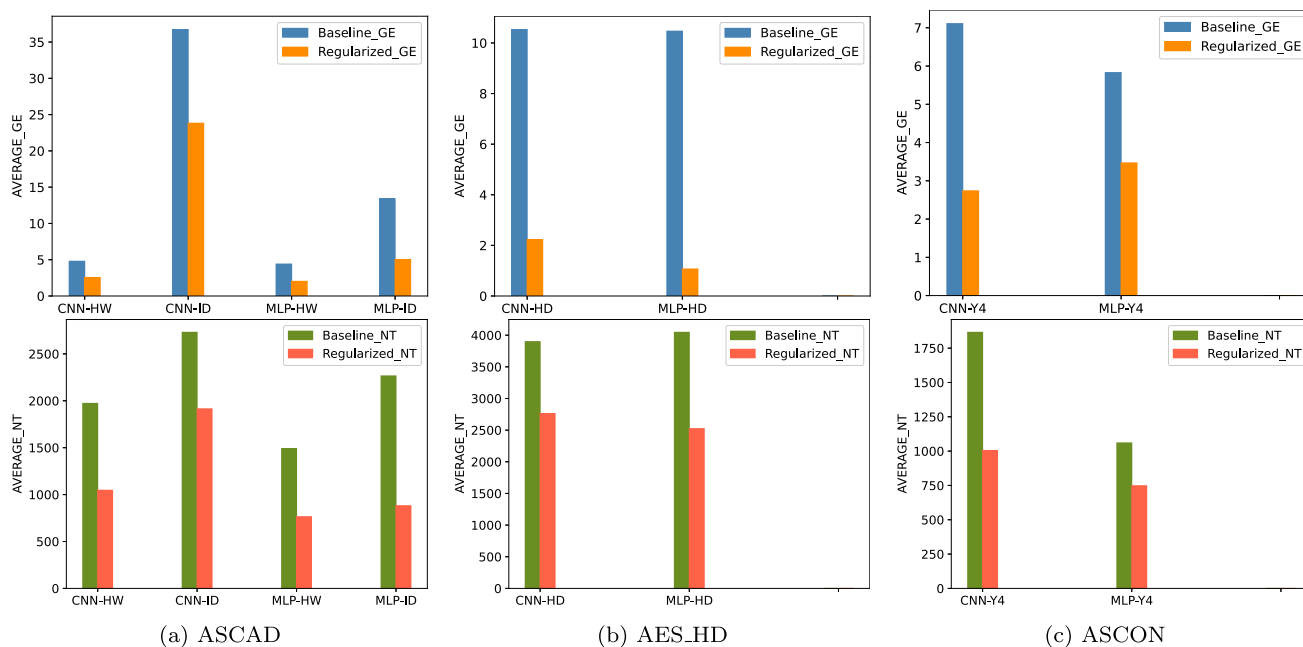 Baseline_GE
Regularized_GE
AVERAGE_GE
35
30
25
20
15
10
5
0
CNN-HW CNN-ID MLP-HW MLP-ID
Baseline_GE
Regularized_GE
AVERAGE_GE
10
8
6
4
2
0
CNN-HD MLP-HD
Baseline_GE
Regularized_GE
AVERAGE_GE
7
6
5
4
3
2
1
0
CNN-Y4 MLP-Y4
Baseline_NT
Regularized_NT
AVERAGE_NT
2500
2000
1500
1000
500
0
CNN-HW CNN-ID MLP-HW MLP-ID
Baseline_NT
Regularized_NT
AVERAGE_NT
4000
3500
3000
2500
2000
1500
1000
500
0
CNN-HD MLP-HD
Baseline_NT
Regularized_NT
AVERAGE_NT
1750
1500
1250
1000
750
500
250
0
CNN-Y4 MLP-Y4
(a) ASCAD
(b) AES_HD
(c) ASCON